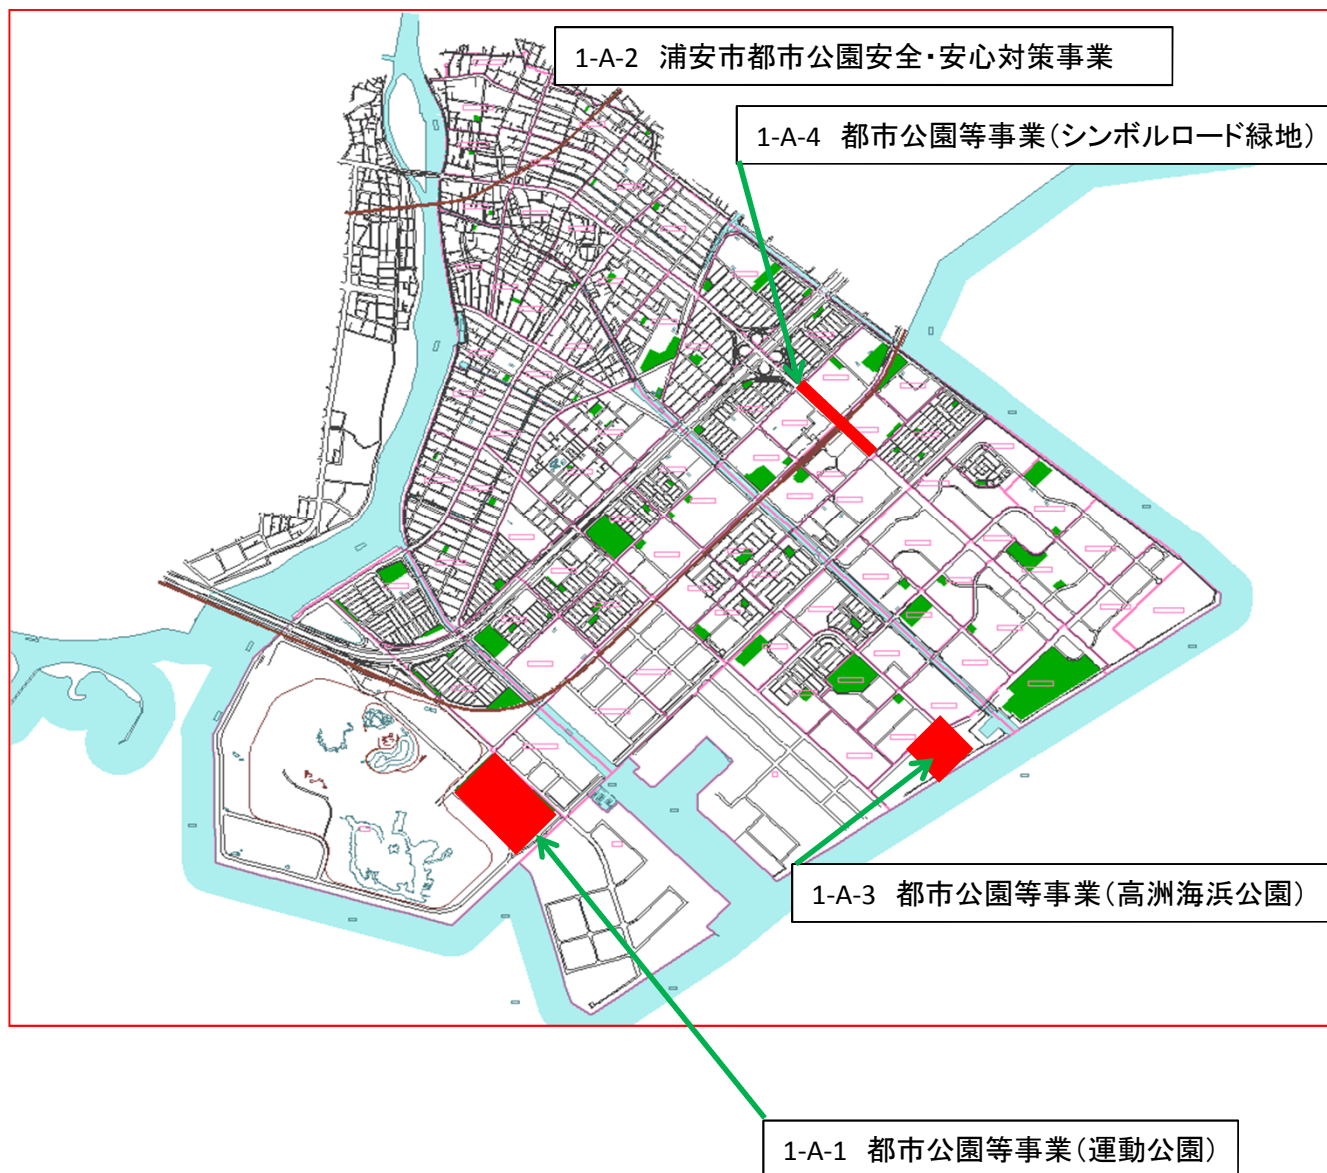 1-A-2 浦安市都市公園安全・安心対策事業
1-A-4 都市公園等事業(シンボルロード緑地)
1-A-3 都市公園等事業(高洲海浜公園)
1-A-1 都市公園等事業(運動公園)